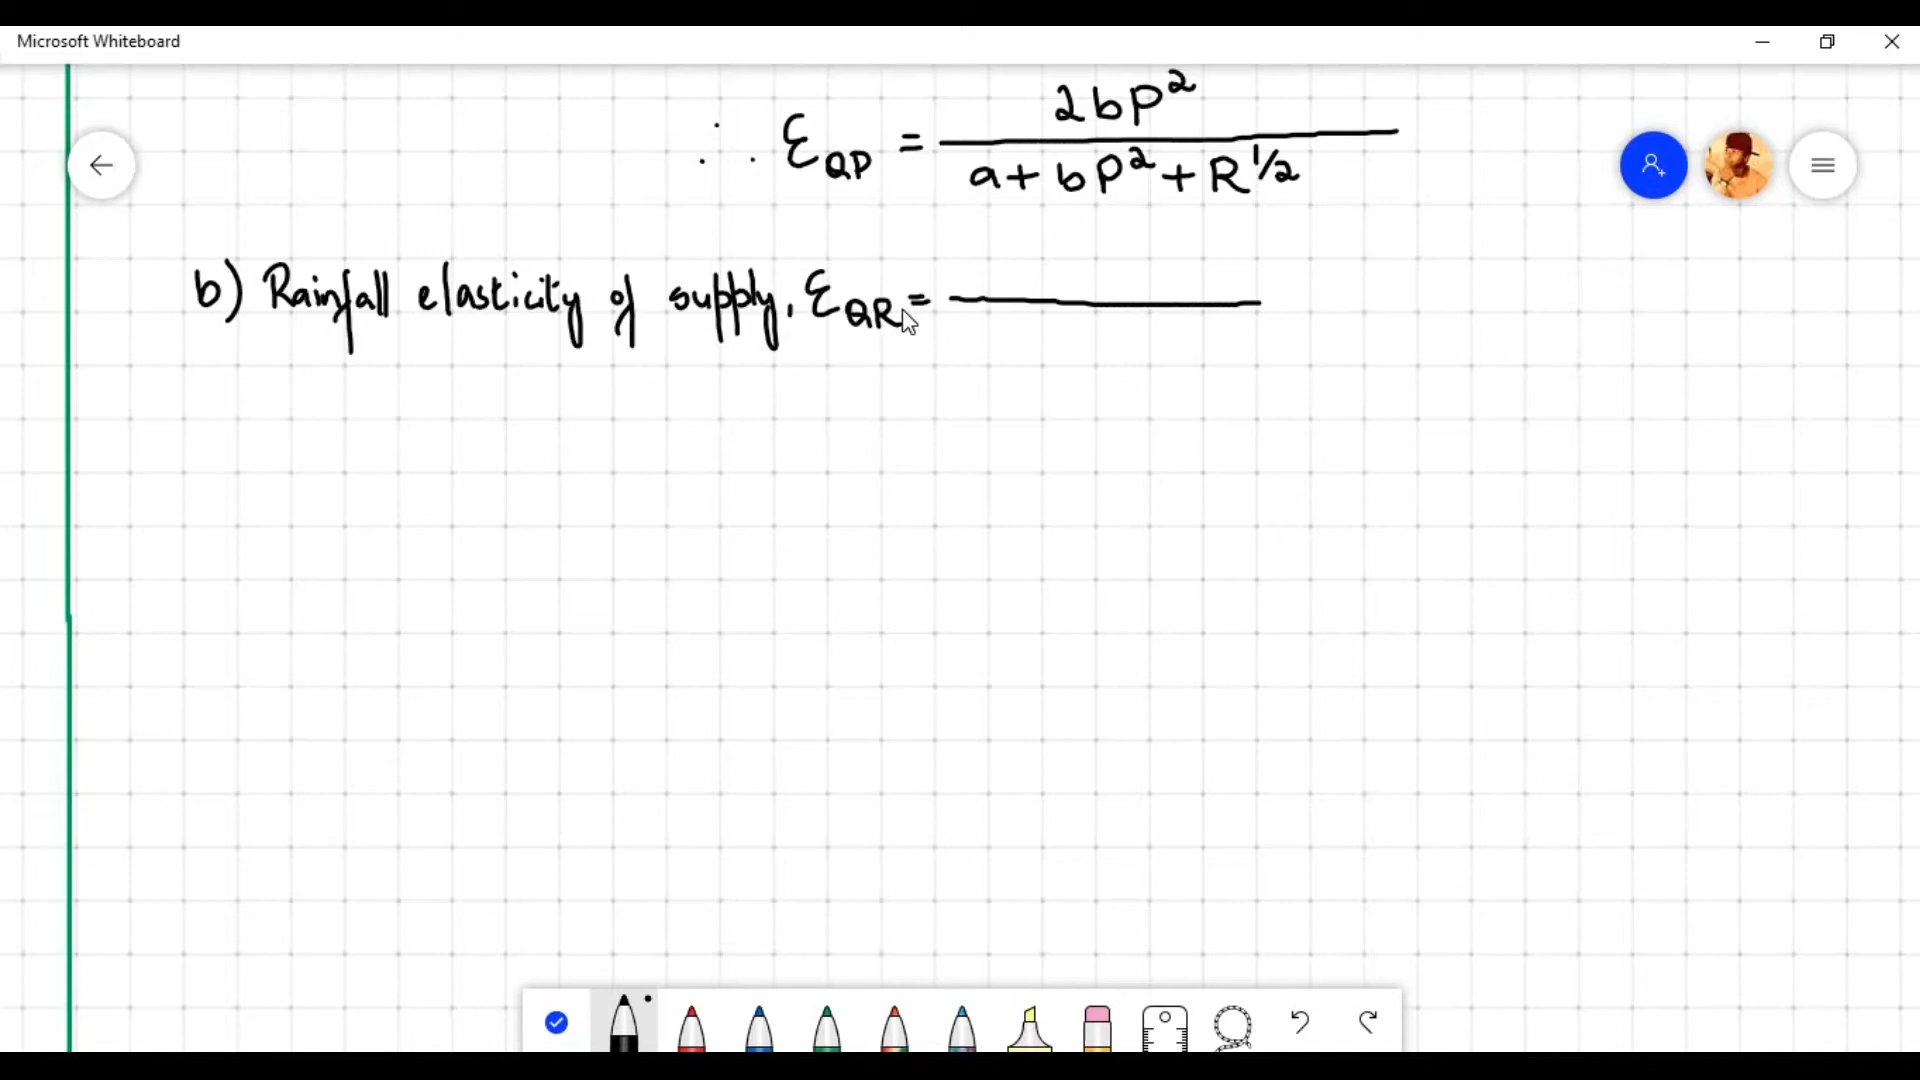 Microsoft Whiteboard
∴ ε_QP = 2bP² / (a + bP² + R^1/2)
b) Rainfall elasticity of supply, ε_QR =